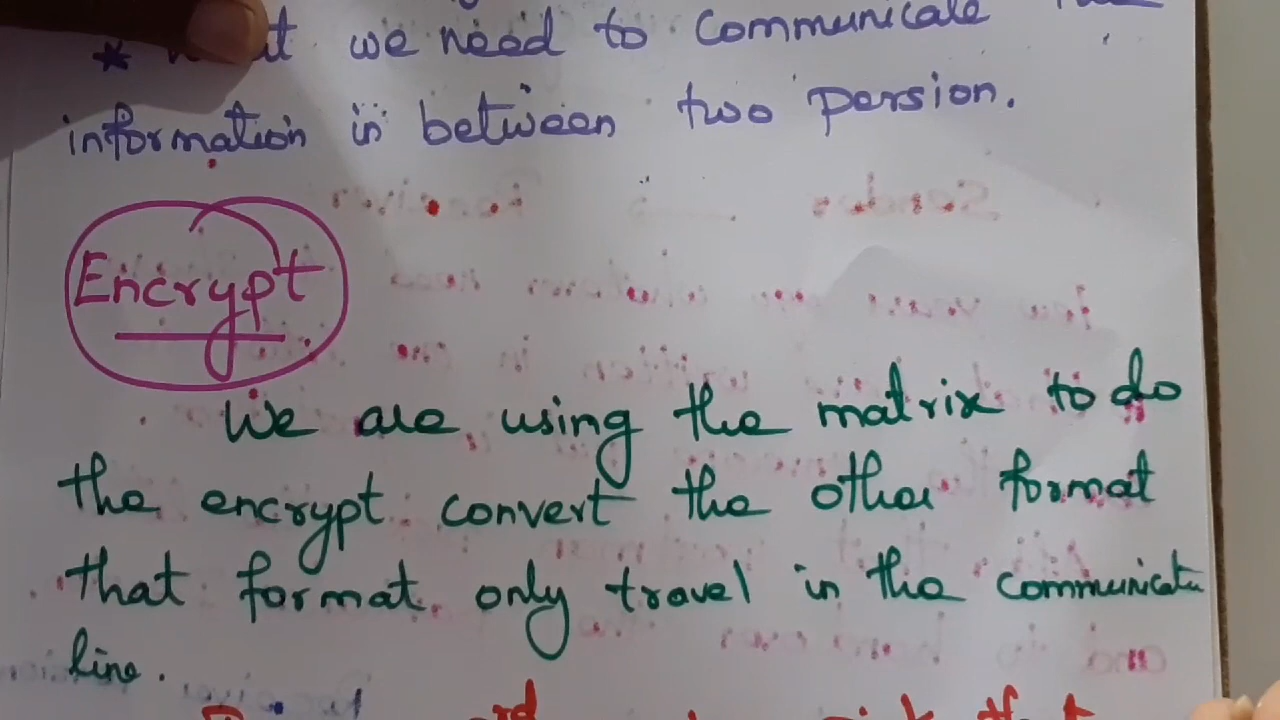 * we need to communicate
information in between two persion.
Encrypt
We are using the matrix to do
the encrypt convert the other format
that format only travel in the communicate
line.